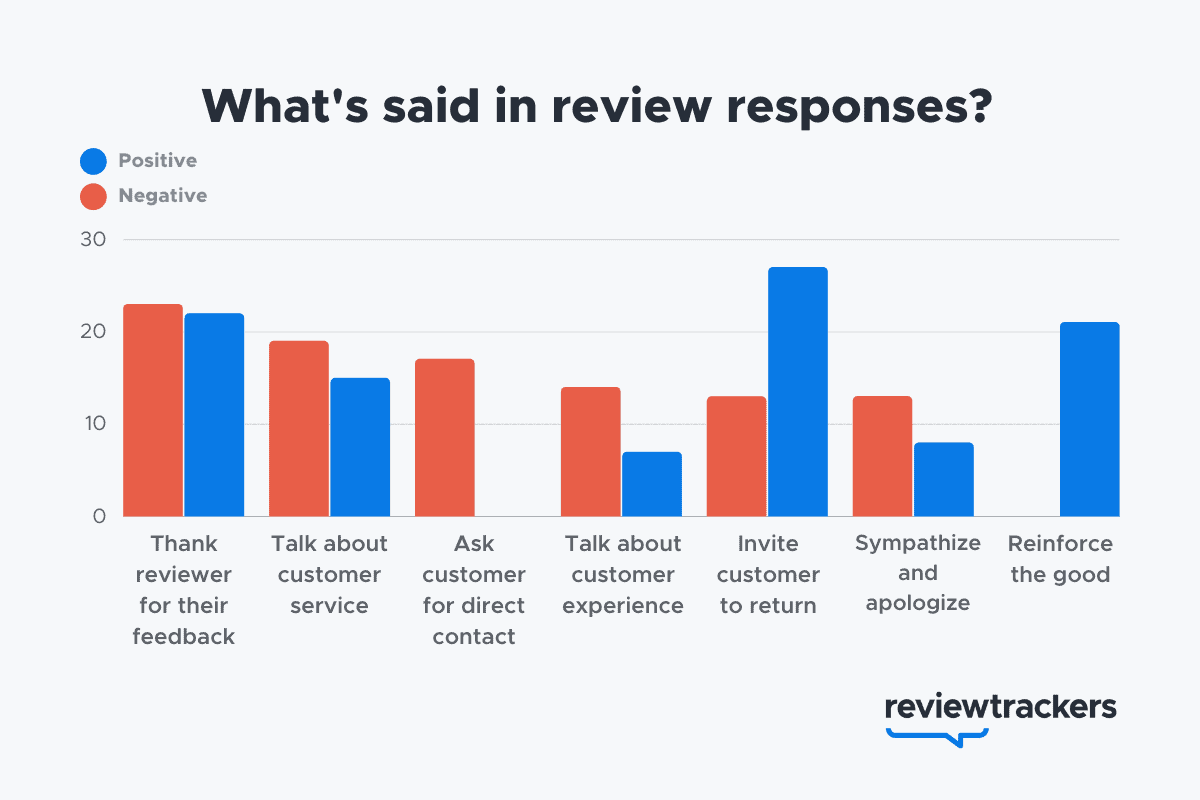 What's said in review responses?
Positive
Negative
30
20
10
0
Thank
reviewer
for their
feedback
Talk about
customer
service
Ask
customer
for direct
contact
Talk about
customer
experience
Invite
customer
to return
Sympathize
and
apologize
Reinforce
the good
reviewtrackers